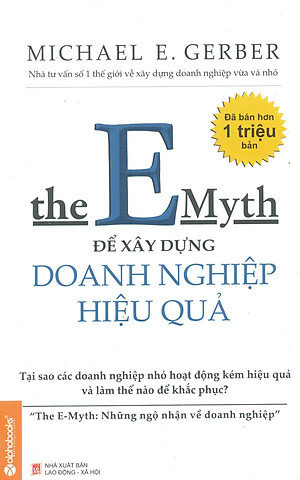 MICHAEL E. GERBER
Nhà tư vấn số 1 thế giới về xây dựng doanh nghiệp vừa và nhỏ
Đã bán hơn
1 triệu
bản
the E Myth
ĐỂ XÂY DỰNG
DOANH NGHIỆP
HIỆU QUẢ
Tại sao các doanh nghiệp nhỏ hoạt động kém hiệu quả
và làm thế nào để khắc phục?
"The E-Myth: Những ngộ nhận về doanh nghiệp"
alphabooks
NHÀ XUẤT BẢN
LAO ĐỘNG - XÃ HỘI